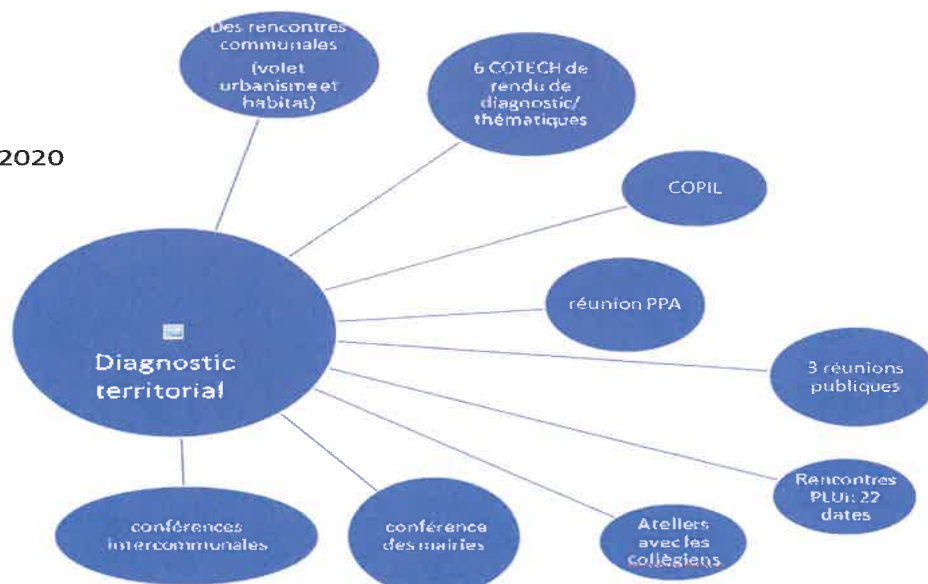 Des rencontres
communales
(volet
urbanisme et
habitat)
6 COTECH de
rendu de
diagnostic/
thématiques
2020
COPIL
réunion PPA
Diagnostic
territorial
3 réunions
publiques
Rencontres
PLUi: 22
dates
Ateliers
avec les
collégiens
conférence
des mairies
conférences
intercommunales